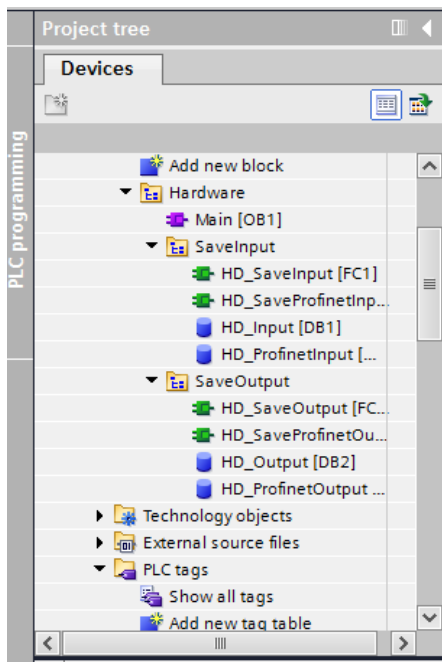 Project tree
Devices
PLC programming
Add new block
Hardware
Main [OB1]
SaveInput
HD_SaveInput [FC1]
HD_SaveProfinetInp...
HD_Input [DB1]
HD_ProfinetInput [...
SaveOutput
HD_SaveOutput [FC...
HD_SaveProfinetOu...
HD_Output [DB2]
HD_ProfinetOutput ...
Technology objects
External source files
PLC tags
Show all tags
Add new tag table